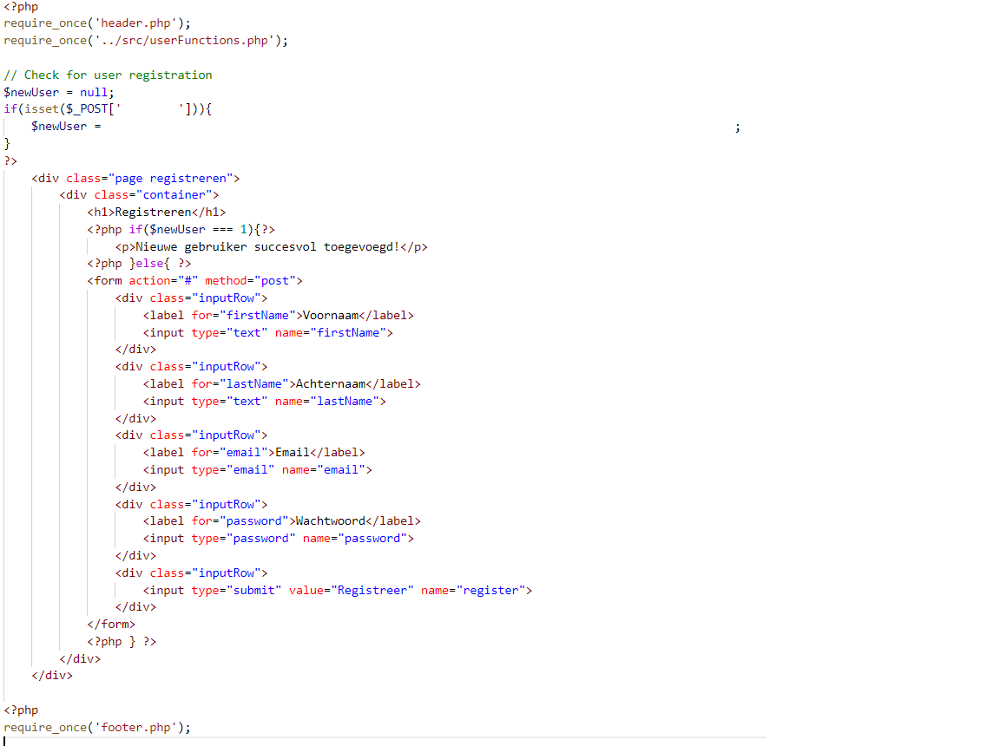 <?php
require_once('header.php');
require_once('../src/userFunctions.php');

// Check for user registration
$newUser = null;
if(isset($_POST['        '])){
    $newUser =                                                                                           ;
}
?>
    <div class="page registreren">
        <div class="container">
            <h1>Registreren</h1>
            <?php if($newUser === 1){?>
                <p>Nieuwe gebruiker succesvol toegevoegd!</p>
            <?php }else{ ?>
            <form action="#" method="post">
                <div class="inputRow">
                    <label for="firstName">Voornaam</label>
                    <input type="text" name="firstName">
                </div>
                <div class="inputRow">
                    <label for="lastName">Achternaam</label>
                    <input type="text" name="lastName">
                </div>
                <div class="inputRow">
                    <label for="email">Email</label>
                    <input type="email" name="email">
                </div>
                <div class="inputRow">
                    <label for="password">Wachtwoord</label>
                    <input type="password" name="password">
                </div>
                <div class="inputRow">
                    <input type="submit" value="Registreer" name="register">
                </div>
            </form>
            <?php } ?>
        </div>
    </div>

<?php
require_once('footer.php');